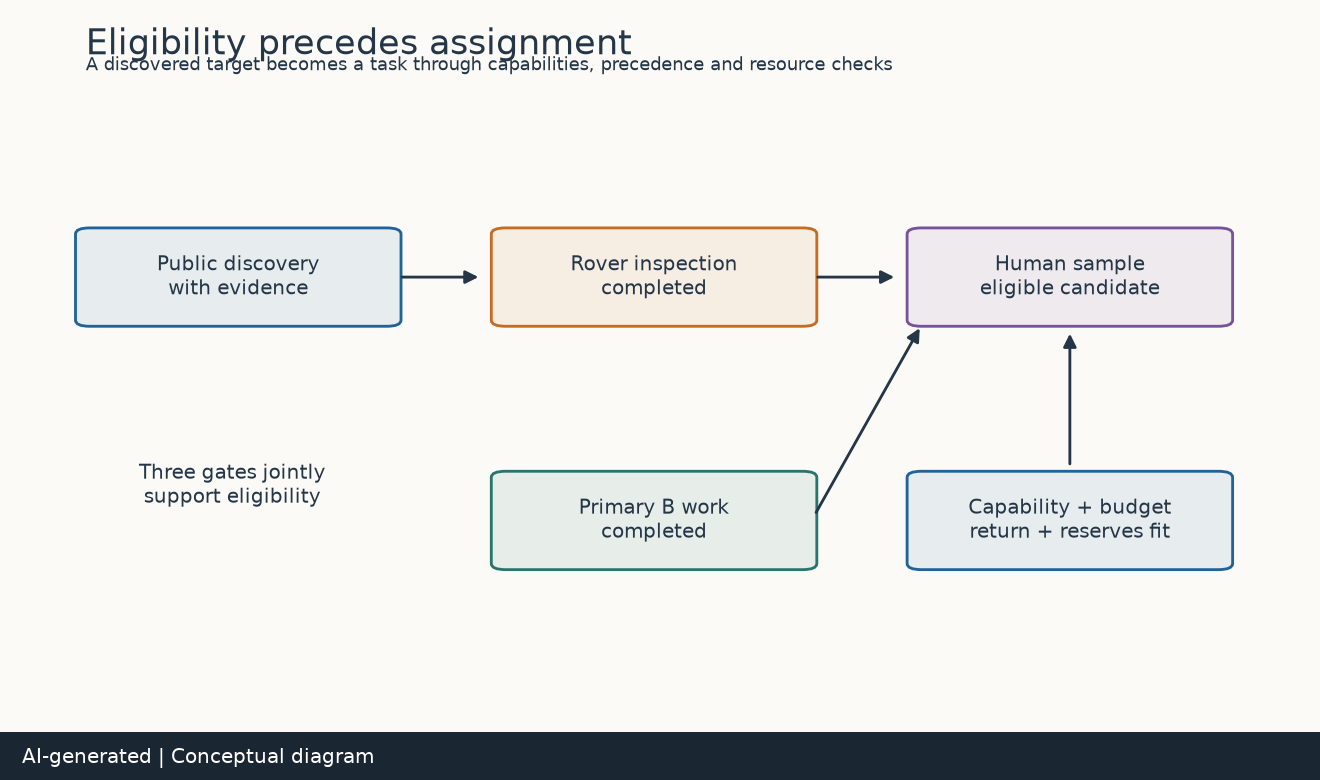 Eligibility precedes assignment
A discovered target becomes a task through capabilities, precedence and resource checks
Public discovery
with evidence
Rover inspection
completed
Human sample
eligible candidate
Three gates jointly
support eligibility
Primary B work
completed
Capability + budget
return + reserves fit
AI-generated | Conceptual diagram